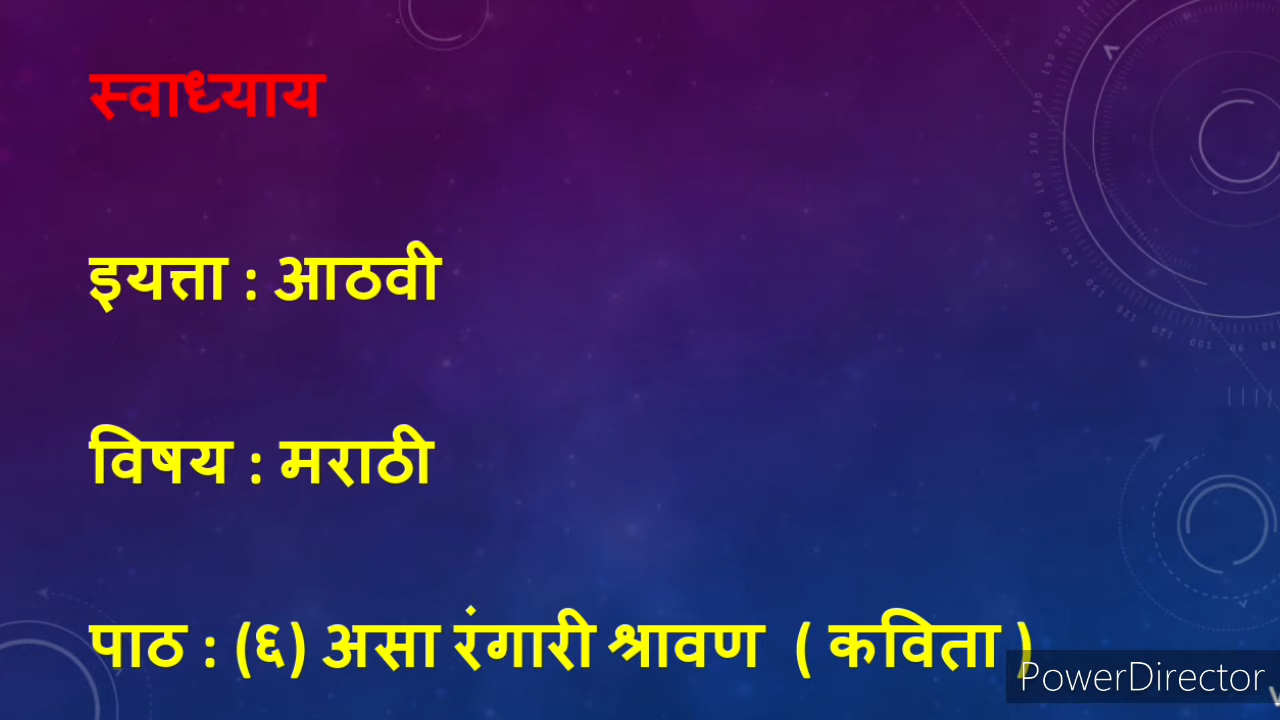 स्वाध्याय
इयत्ता : आठवी
विषय : मराठी
पाठ : (६) असा रंगारी श्रावण ( कविता )
PowerDirector